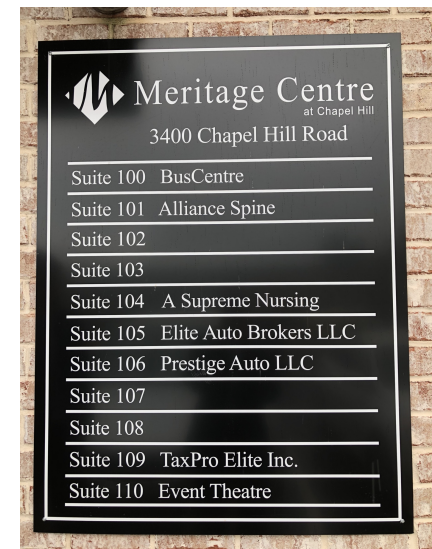 Meritage Centre
at Chapel Hill
3400 Chapel Hill Road
Suite 100 BusCentre
Suite 101 Alliance Spine
Suite 102
Suite 103
Suite 104 A Supreme Nursing
Suite 105 Elite Auto Brokers LLC
Suite 106 Prestige Auto LLC
Suite 107
Suite 108
Suite 109 TaxPro Elite Inc.
Suite 110 Event Theatre